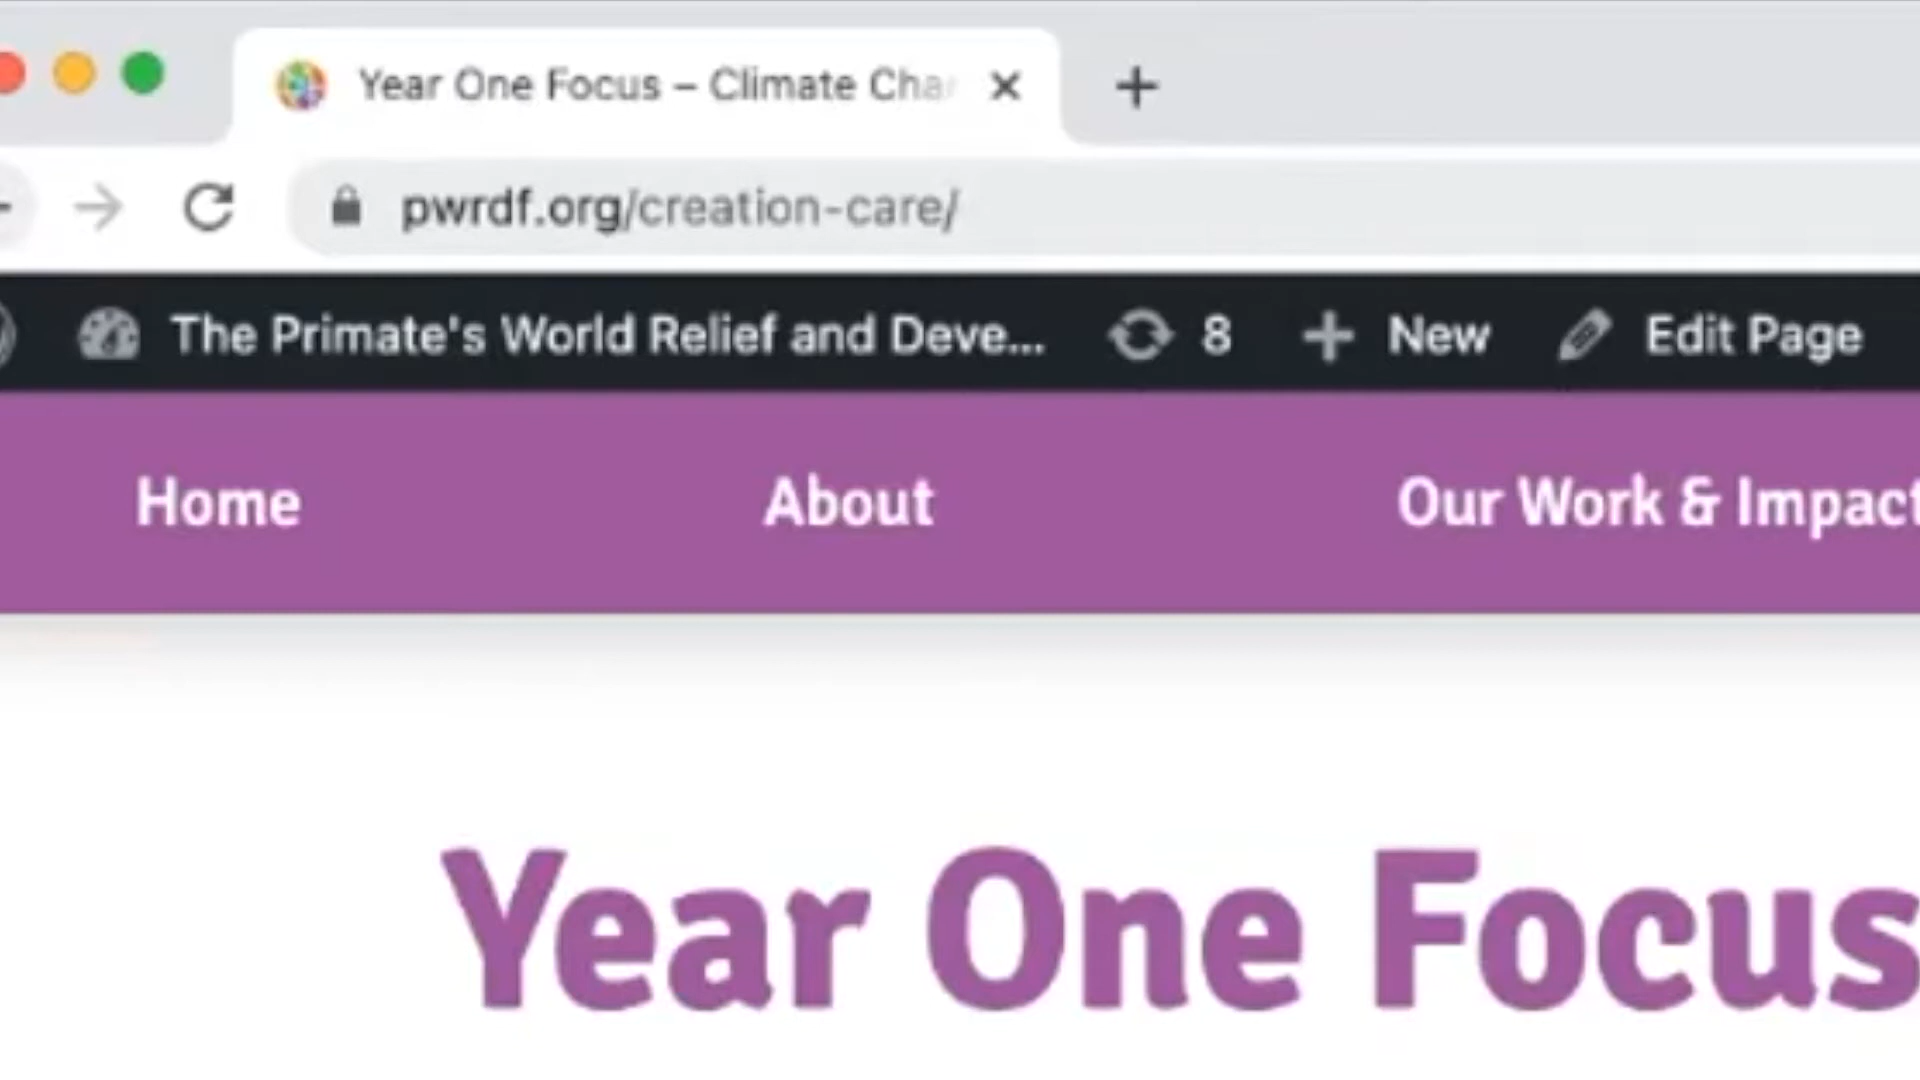 Year One Focus – Climate Cha
pwrdf.org/creation-care/
The Primate's World Relief and Deve... 8 New Edit Page
Home About Our Work & Impact
Year One Focus